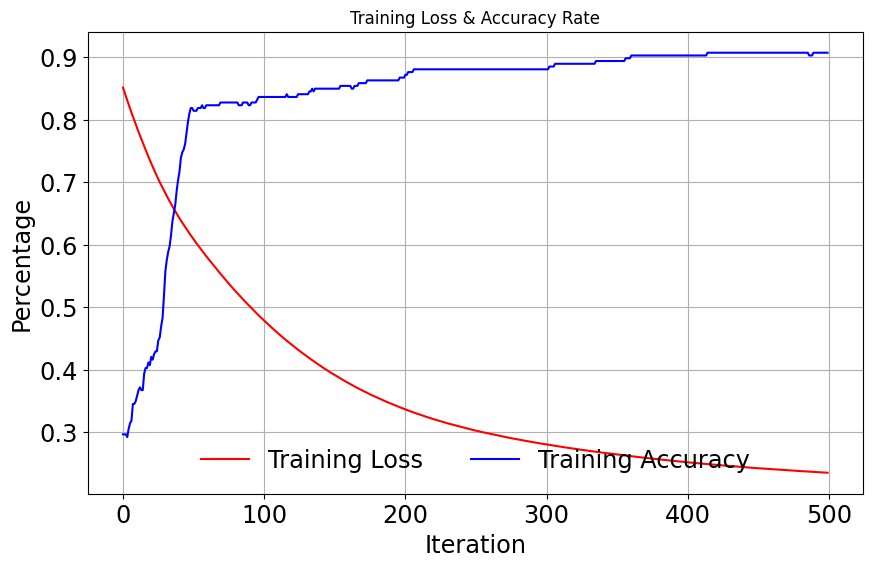 Training Loss & Accuracy Rate
0.9
0.8
0.7
0.6
0.5
0.4
0.3
Percentage
Training Loss
Training Accuracy
0 100 200 300 400 500
Iteration